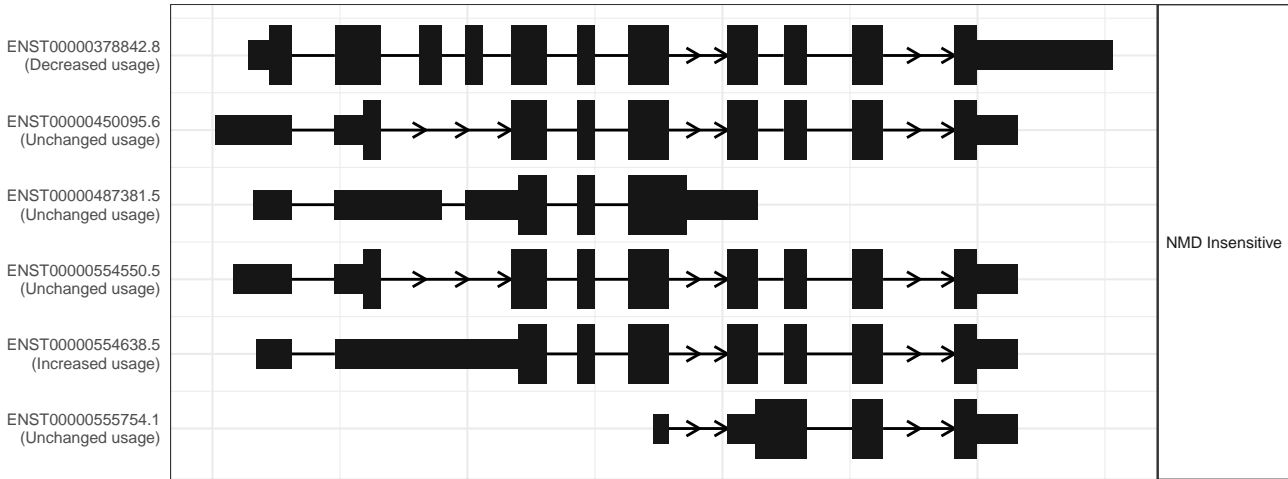 ENST00000378842.8
(Decreased usage)
ENST00000450095.6
(Unchanged usage)
ENST00000487381.5
(Unchanged usage)
NMD Insensitive
ENST00000554550.5
(Unchanged usage)
ENST00000554638.5
(Increased usage)
ENST00000555754.1
(Unchanged usage)